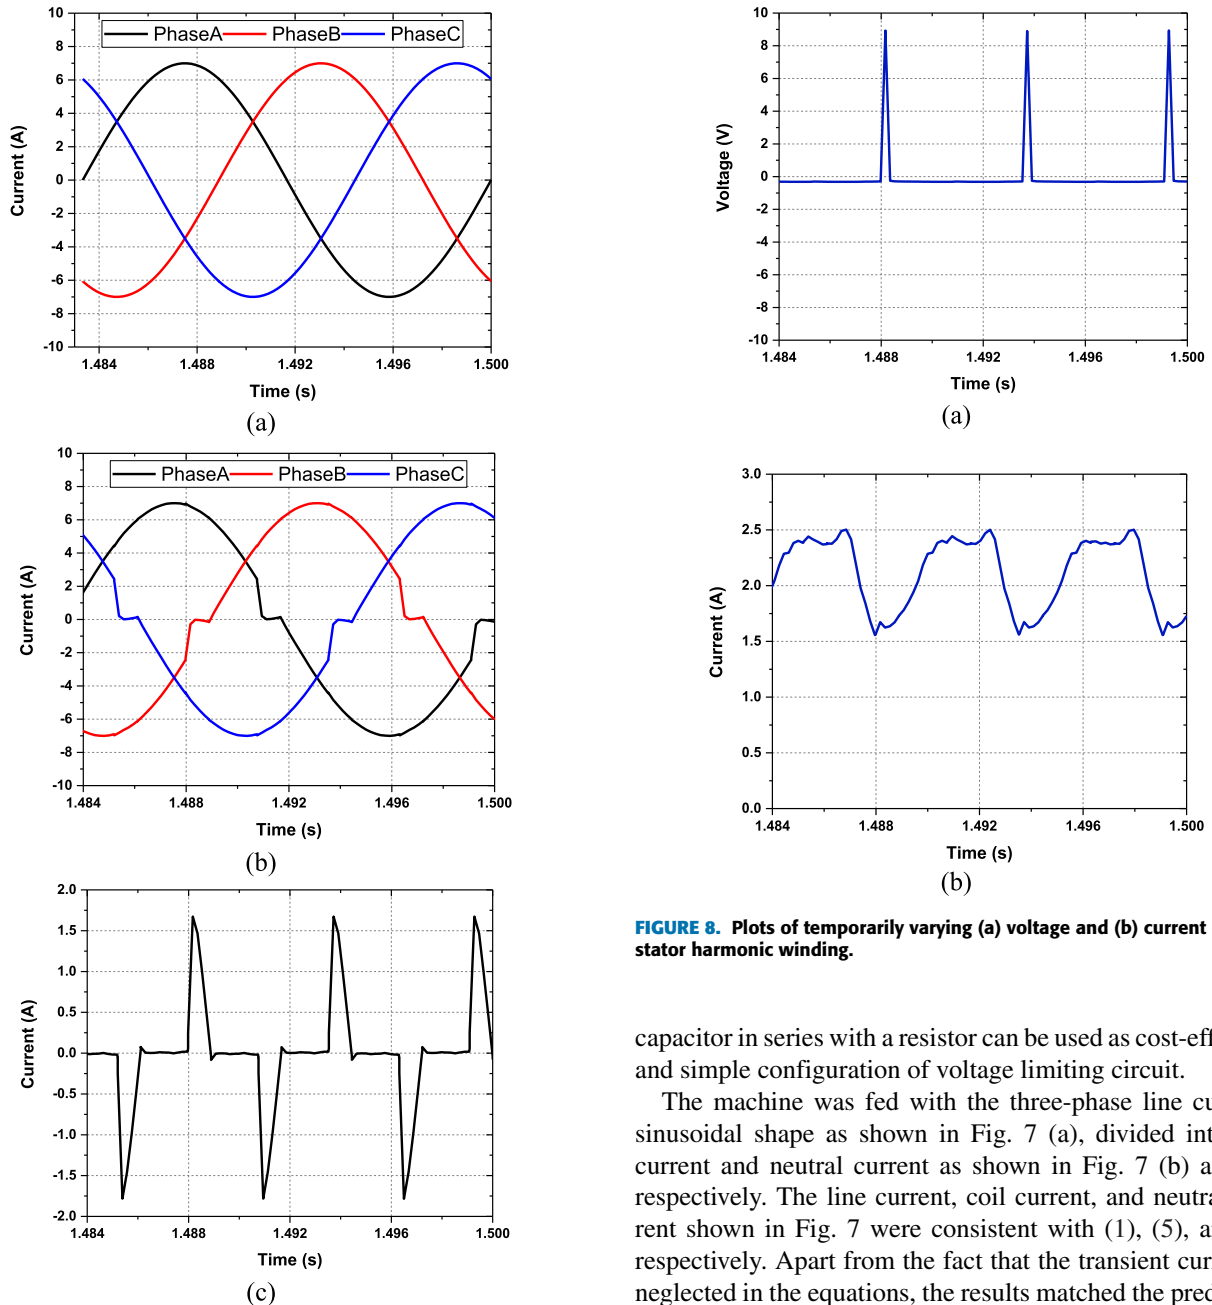 PhaseA PhaseB PhaseC
10
8
6
4
2
0
-2
-4
-6
-8
-10
Current (A)
1.484 1.488 1.492 1.496 1.500
Time (s)
(a)
PhaseA PhaseB PhaseC
10
8
6
4
2
0
-2
-4
-6
-8
-10
Current (A)
1.484 1.488 1.492 1.496 1.500
Time (s)
(b)
2.0
1.5
1.0
0.5
0.0
-0.5
-1.0
-1.5
-2.0
Current (A)
1.484 1.488 1.492 1.496 1.500
Time (s)
(c)
10
8
6
4
2
0
-2
-4
-6
-8
-10
Voltage (V)
1.484 1.488 1.492 1.496 1.500
Time (s)
(a)
3.0
2.5
2.0
1.5
1.0
0.5
0.0
Current (A)
1.484 1.488 1.492 1.496 1.500
Time (s)
(b)
FIGURE 8. Plots of temporarily varying (a) voltage and (b) current
stator harmonic winding.
capacitor in series with a resistor can be used as cost-eff
and simple configuration of voltage limiting circuit.
The machine was fed with the three-phase line cu
sinusoidal shape as shown in Fig. 7 (a), divided int
current and neutral current as shown in Fig. 7 (b) a
respectively. The line current, coil current, and neutra
rent shown in Fig. 7 were consistent with (1), (5), a
respectively. Apart from the fact that the transient curr
neglected in the equations, the results matched the pred